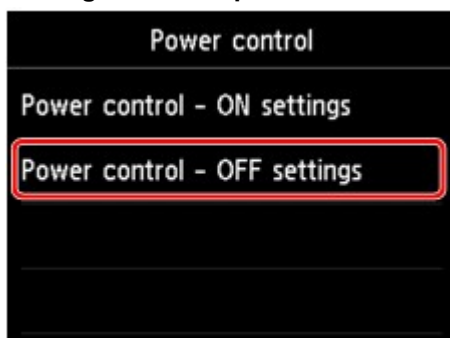 Power control
Power control – ON settings
Power control – OFF settings